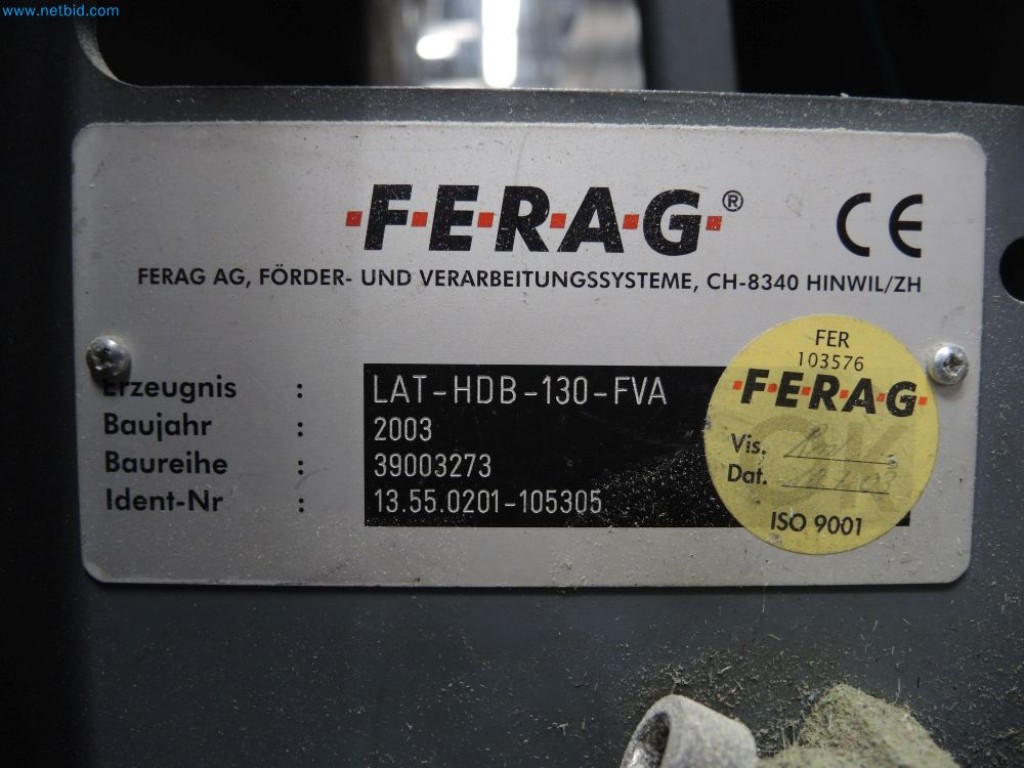 www.netbid.com
F·E·R·A·G®
CE
FERAG AG, FÖRDER- UND VERARBEITUNGSSYSTEME, CH-8340 HINWIL/ZH
Erzeugnis : LAT-HDB-130-FVA
Baujahr : 2003
Baureihe : 39003273
Ident-Nr : 13.55.0201-105305
FER
103576
·F·E·R·A·G·
OK
Vis.
Dat.
ISO 9001